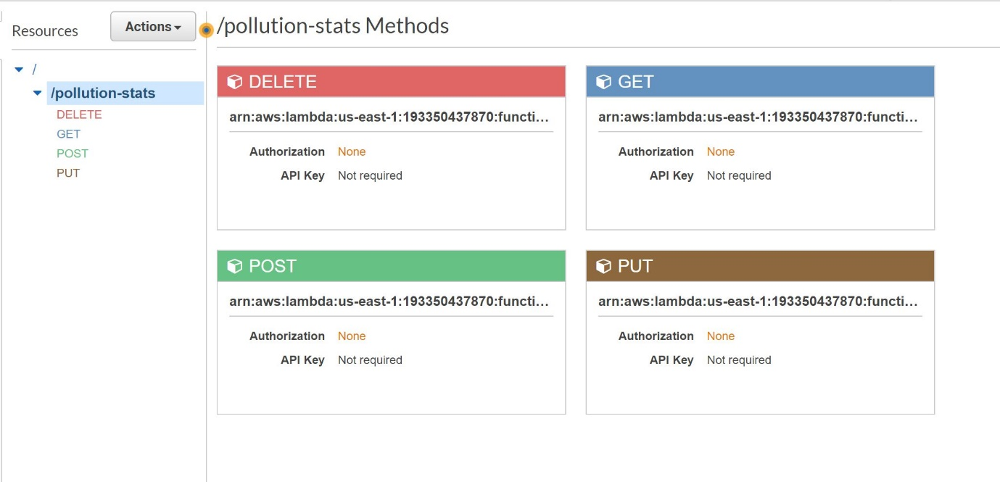 Resources
Actions
/pollution-stats Methods
/
/pollution-stats
DELETE
GET
POST
PUT
DELETE
arn:aws:lambda:us-east-1:193350437870:functi...
Authorization None
API Key Not required
GET
arn:aws:lambda:us-east-1:193350437870:functi...
Authorization None
API Key Not required
POST
arn:aws:lambda:us-east-1:193350437870:functi...
Authorization None
API Key Not required
PUT
arn:aws:lambda:us-east-1:193350437870:functi...
Authorization None
API Key Not required